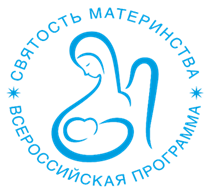 СВЯТОСТЬ МАТЕРИНСТВА
ВСЕРОССИЙСКАЯ ПРОГРАММА